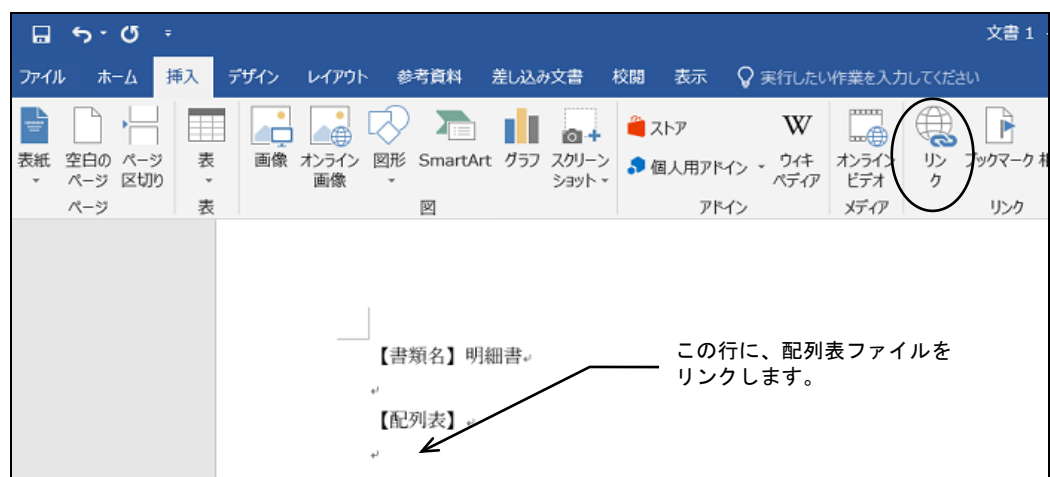 文書 1
ファイル ホーム 挿入 デザイン レイアウト 参考資料 差し込み文書 校閲 表示 実行したい作業を入力してください
表紙 空白の ページ 表 画像 オンライン 図形 SmartArt グラフ スクリーン ストア ウィキ オンライン リン ブックマーク 相
ページ 区切り 画像 ショット 個人用アドイン ペディア ビデオ ク
ページ 表 図 アドイン メディア リンク
【書類名】明細書↵
↵
【配列表】↵
↵
この行に、配列表ファイルを
リンクします。